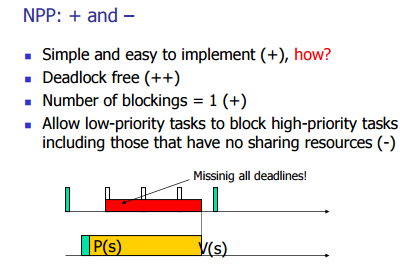 NPP: + and –
Simple and easy to implement (+), how?
Deadlock free (++)
Number of blockings = 1 (+)
Allow low-priority tasks to block high-priority tasks
including those that have no sharing resources (-)
Missinig all deadlines!
P(s)
V(s)